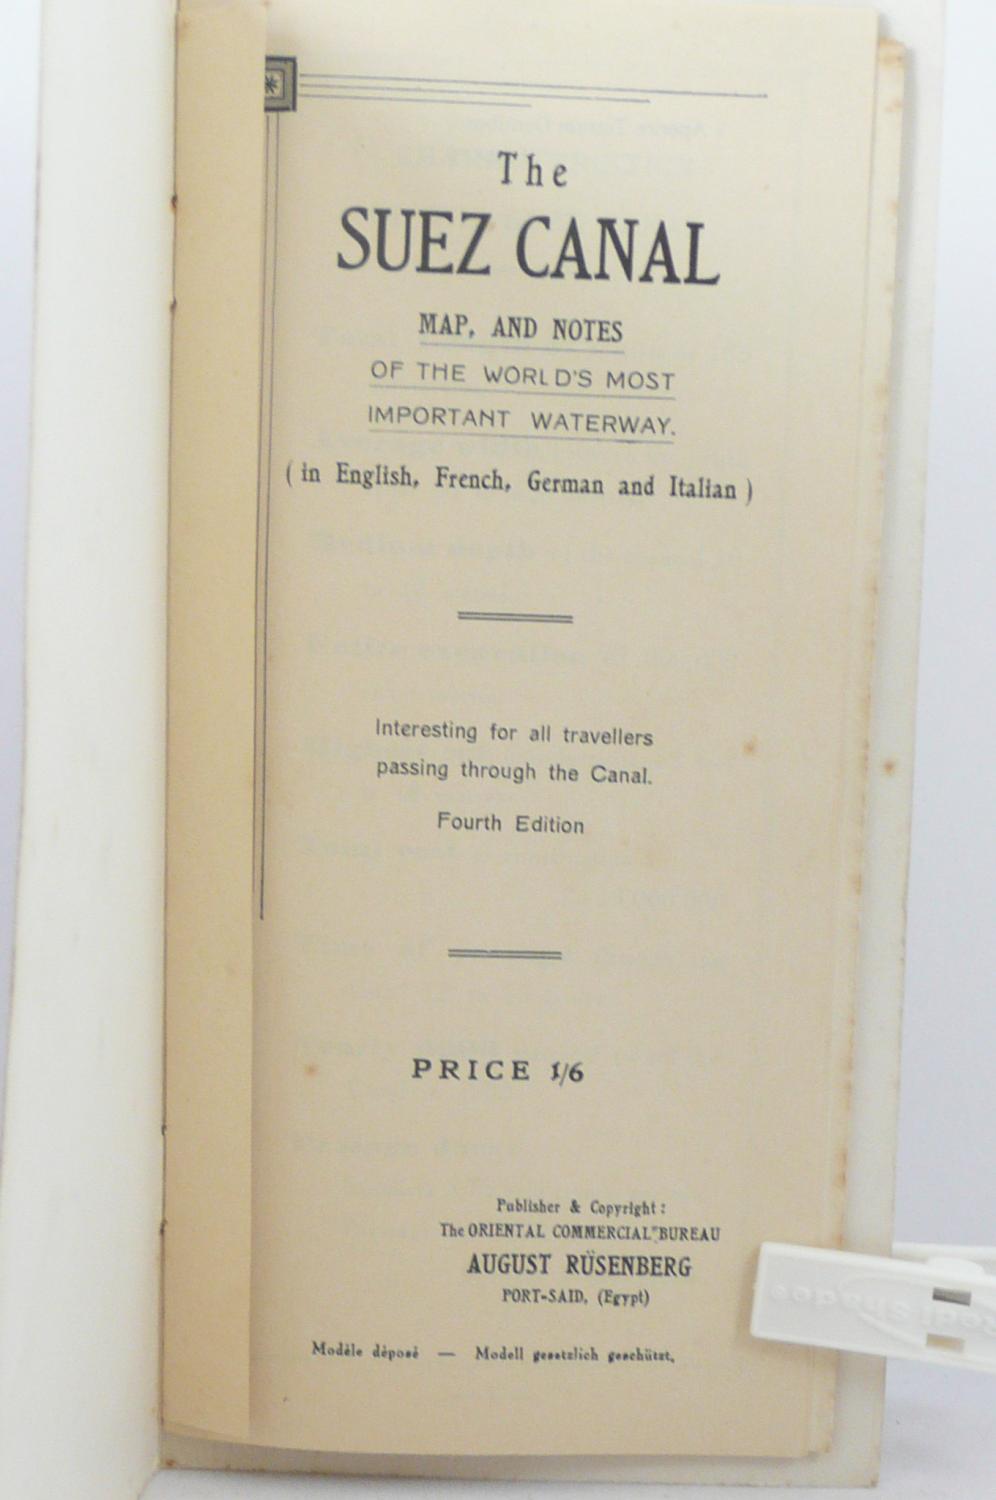 The
SUEZ CANAL
MAP, AND NOTES
OF THE WORLD'S MOST
IMPORTANT WATERWAY.
( in English, French, German and Italian )
Interesting for all travellers
passing through the Canal.
Fourth Edition
PRICE 1/6
Publisher & Copyright :
The ORIENTAL COMMERCIAL BUREAU
AUGUST RÜSENBERG
PORT-SAID, (Egypt)
Modèle déposé — Modell gesetzlich geschützt.
Redi Shade